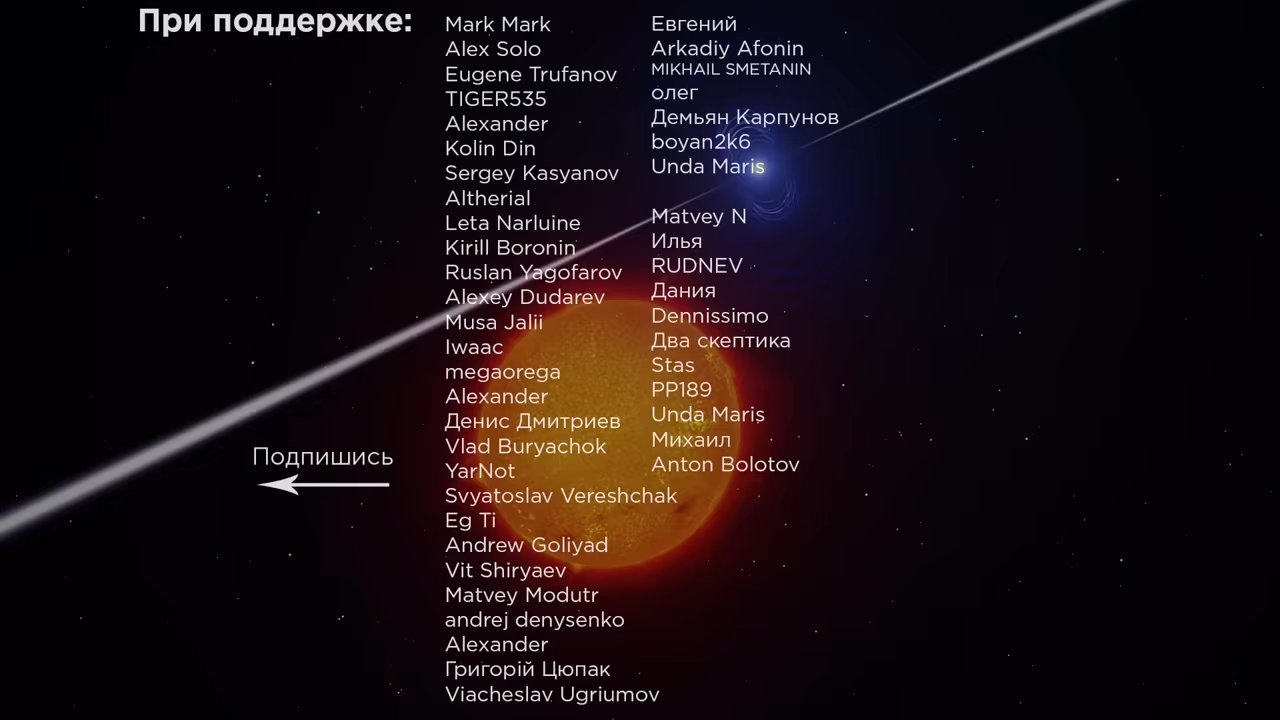 При поддержке:
Mark Mark
Alex Solo
Eugene Trufanov
TIGER535
Alexander
Kolin Din
Sergey Kasyanov
Altherial
Leta Narluine
Kirill Boronin
Ruslan Yagofarov
Alexey Dudarev
Musa Jalii
Iwaac
megaorega
Alexander
Денис Дмитриев
Vlad Buryachok
YarNot
Svyatoslav Vereshchak
Eg Ti
Andrew Goliyad
Vit Shiryaev
Matvey Modutr
andrej denysenko
Alexander
Григорій Цюпак
Viacheslav Ugriumov
Евгений
Arkadiy Afonin
MIKHAIL SMETANIN
олег
Демьян Карпунов
boyan2k6
Unda Maris
Matvey N
Илья
RUDNEV
Дания
Dennissimo
Два скептика
Stas
PP189
Unda Maris
Михаил
Anton Bolotov
Подпишись